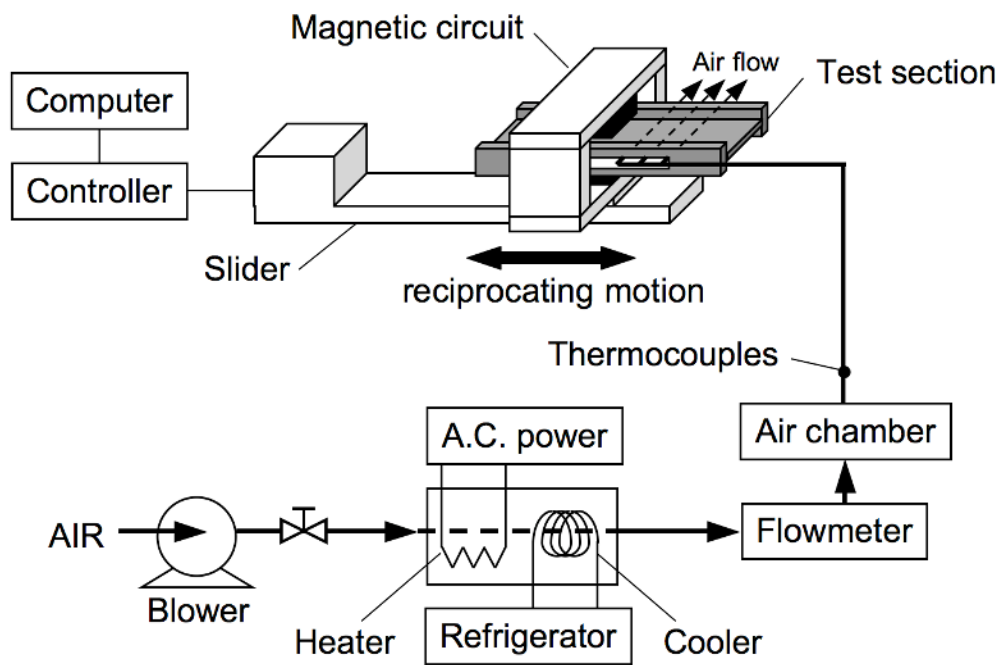 Magnetic circuit
Air flow
Test section
Computer
Controller
Slider
reciprocating motion
Thermocouples
Air chamber
A.C. power
AIR
Flowmeter
Blower
Heater
Refrigerator
Cooler